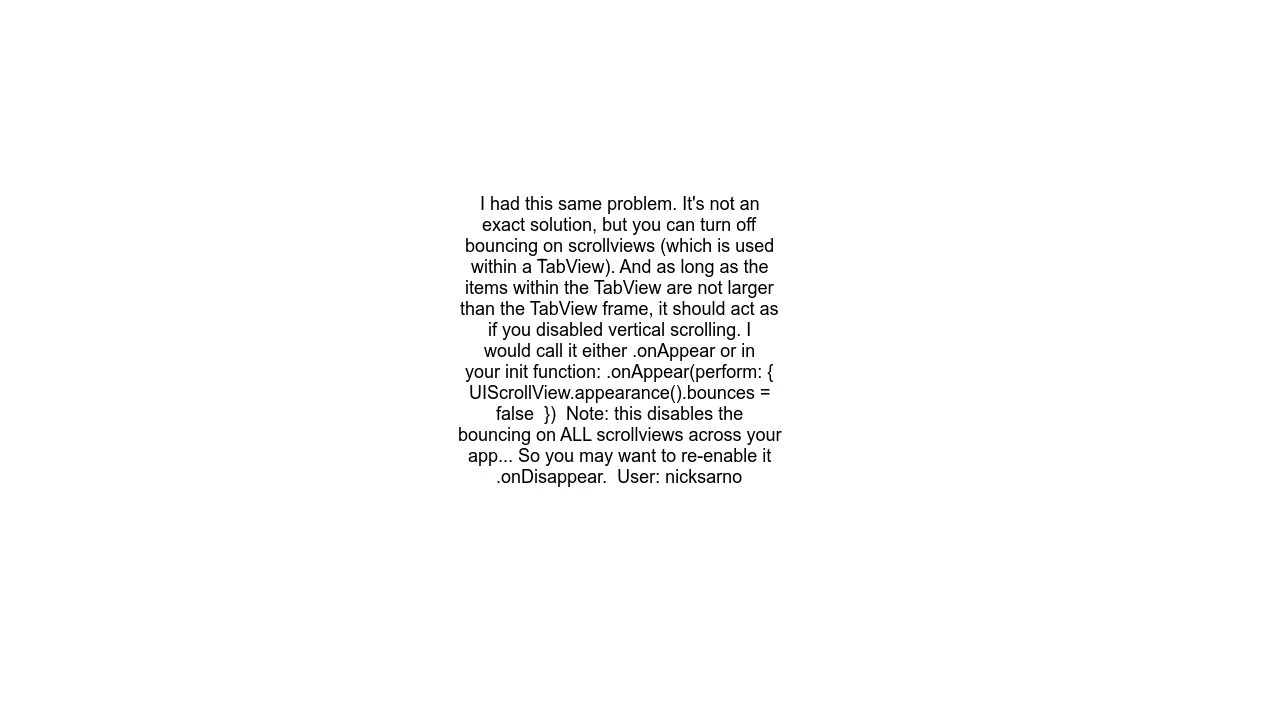 I had this same problem. It's not an
exact solution, but you can turn off
bouncing on scrollviews (which is used
within a TabView). And as long as the
items within the TabView are not larger
than the TabView frame, it should act as
if you disabled vertical scrolling. I
would call it either .onAppear or in
your init function: .onAppear(perform: {
UIScrollView.appearance().bounces =
false  })  Note: this disables the
bouncing on ALL scrollviews across your
app... So you may want to re-enable it
.onDisappear.  User: nicksarno